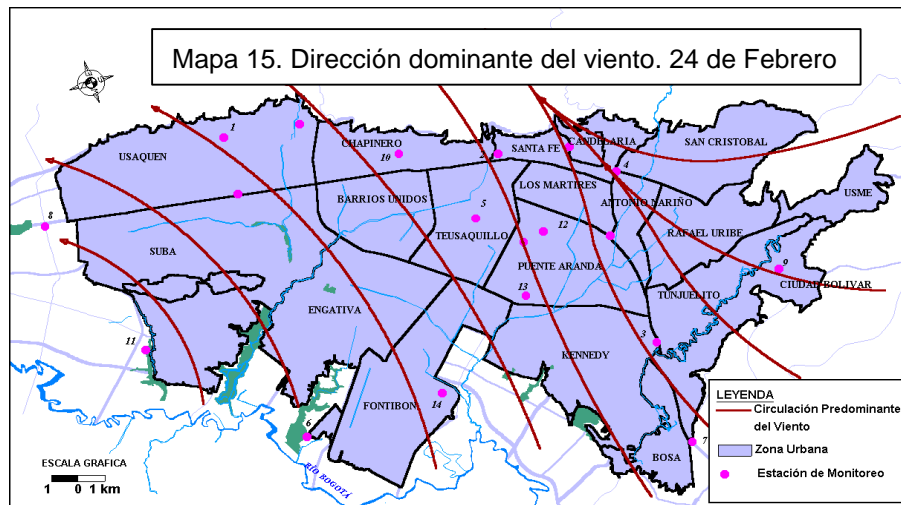 Mapa 15. Dirección dominante del viento. 24 de Febrero
1
USAQUEN
CHAPINERO
10
SANTA FE
CANDELARIA
SAN CRISTOBAL
4
LOS MARTIRES
USME
BARRIOS UNIDOS
ANTONIO NARIÑO
8
5
TEUSAQUILLO
12
RAFAEL URIBE
SUBA
PUENTE ARANDA
9
CIUDAD BOLIVAR
ENGATIVA
13
TUNJUELITO
11
3
KENNEDY
14
FONTIBON
6
7
BOSA
RÍO BOGOTÁ
ESCALA GRAFICA
1 0 1 km
LEYENDA
Circulación Predominante
del Viento
Zona Urbana
Estación de Monitoreo